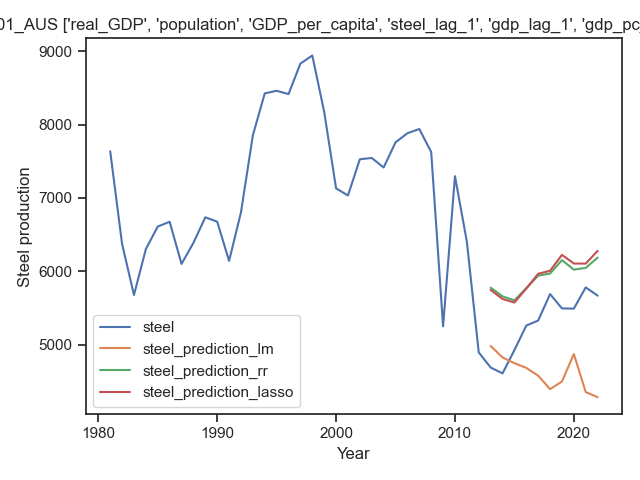 01_AUS ['real_GDP', 'population', 'GDP_per_capita', 'steel_lag_1', 'gdp_lag_1', 'gdp_pc
9000
8000
7000
6000
5000
Steel production
steel
steel_prediction_lm
steel_prediction_rr
steel_prediction_lasso
1980
1990
2000
2010
2020
Year